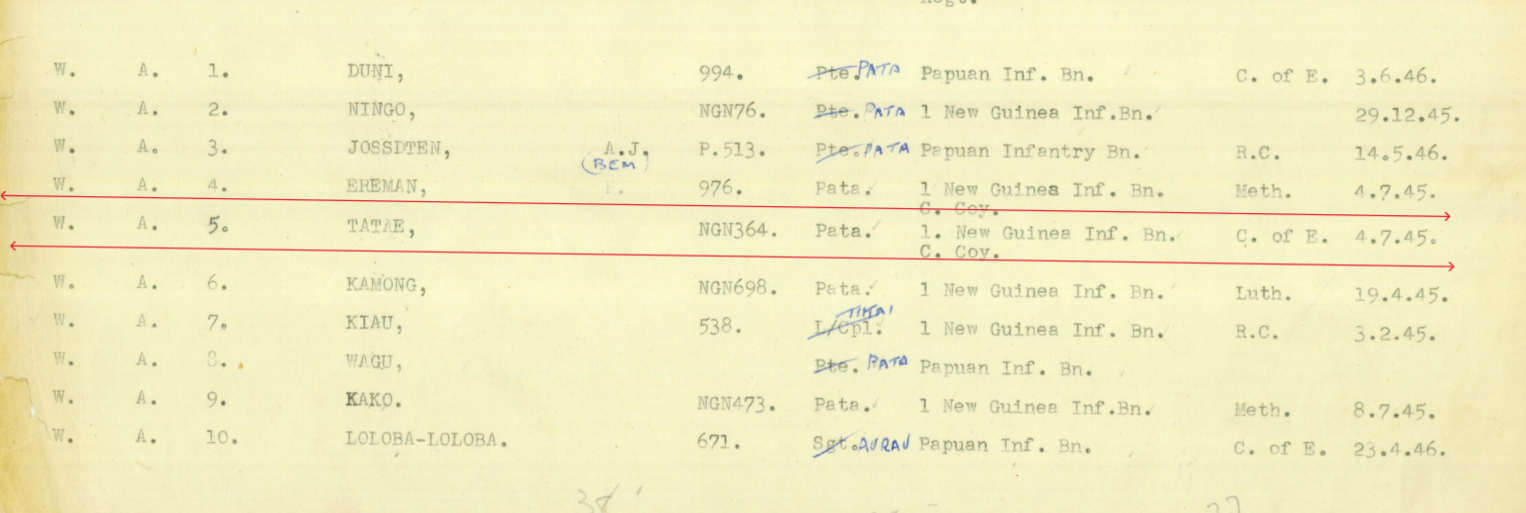 Regt.
W. A. 1. DUNI, 994. Pte. PATA Papuan Inf. Bn. C. of E. 3.6.46.
W. A. 2. NINGO, NGN76. Pte. PATA 1 New Guinea Inf.Bn. 29.12.45.
W. A. 3. JOSSDTEN, A.J. P.513. Pte. PATA Papuan Infantry Bn. R.C. 14.5.46.
(BEM)
W. A. 4. EREMAN, F. 976. Pata. 1 New Guinea Inf. Bn. Meth. 4.7.45.
C. Coy.
W. A. 5. TATAE, NGN364. Pata. 1. New Guinea Inf. Bn. C. of E. 4.7.45.
C. Coy.
W. A. 6. KAMONG, NGN698. Pata. 1 New Guinea Inf. Bn. Luth. 19.4.45.
W. A. 7. KIAU, 538. L/Cpl. 1 New Guinea Inf. Bn. R.C. 3.2.45.
W. A. 8. WAGU, Pte. PATA Papuan Inf. Bn.
W. A. 9. KAKO. NGN473. Pata. 1 New Guinea Inf.Bn. Meth. 8.7.45.
W. A. 10. LOLOBA-LOLOBA. 671. Sgt. Papuan Inf. Bn. C. of E. 23.4.46.
38